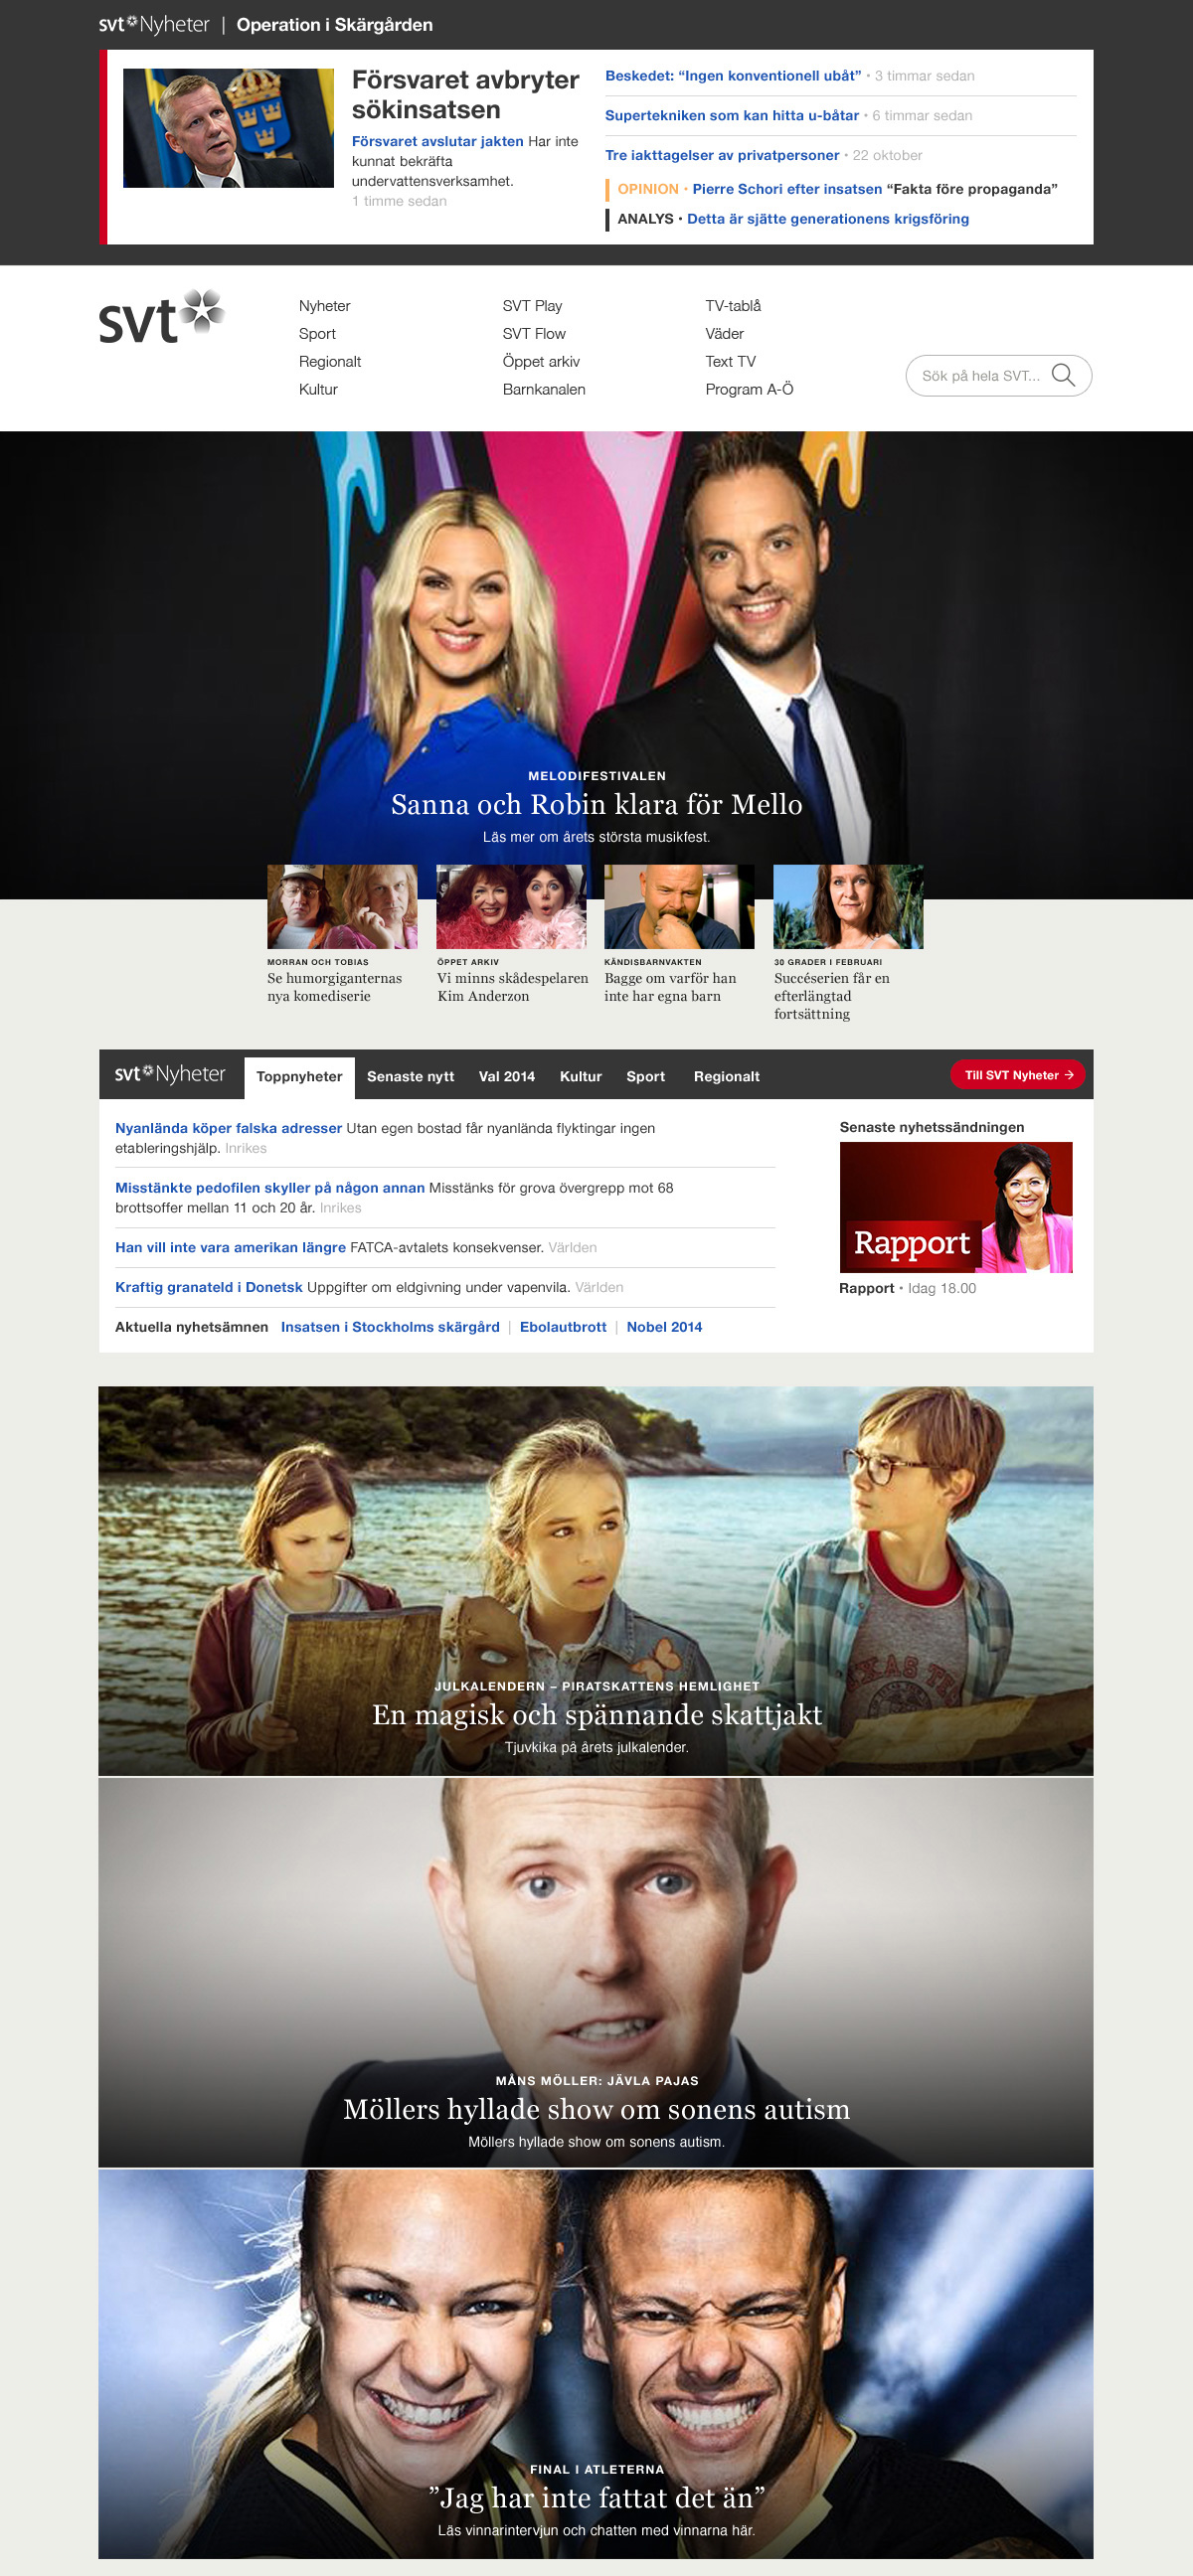 svt Nyheter | Operation i Skärgården
Försvaret avbryter
sökinsatsen
Försvaret avslutar jakten Har inte
kunnat bekräfta
undervattensverksamhet.
1 timme sedan
Beskedet: “Ingen konventionell ubåt” • 3 timmar sedan
Supertekniken som kan hitta u-båtar • 6 timmar sedan
Tre iakttagelser av privatpersoner • 22 oktober
OPINION • Pierre Schori efter insatsen “Fakta före propaganda”
ANALYS • Detta är sjätte generationens krigsföring
svt
Nyheter
Sport
Regionalt
Kultur
SVT Play
SVT Flow
Öppet arkiv
Barnkanalen
TV-tablå
Väder
Text TV
Program A-Ö
Sök på hela SVT...
MELODIFESTIVALEN
Sanna och Robin klara för Mello
Läs mer om årets största musikfest.
MORRAN OCH TOBIAS
Se humorgiganternas
nya komediserie
ÖPPET ARKIV
Vi minns skådespelaren
Kim Anderzon
KÄNDISBARNVAKTEN
Bagge om varför han
inte har egna barn
30 GRADER I FEBRUARI
Succéserien får en
efterlängtad
fortsättning
svt Nyheter
Toppnyheter
Senaste nytt
Val 2014
Kultur
Sport
Regionalt
Till SVT Nyheter →
Nyanlända köper falska adresser Utan egen bostad får nyanlända flyktingar ingen
etableringshjälp. Inrikes
Misstänkte pedofilen skyller på någon annan Misstänks för grova övergrepp mot 68
brottsoffer mellan 11 och 20 år. Inrikes
Han vill inte vara amerikan längre FATCA-avtalets konsekvenser. Världen
Kraftig granateld i Donetsk Uppgifter om eldgivning under vapenvila. Världen
Aktuella nyhetsämnen Insatsen i Stockholms skärgård | Ebolautbrott | Nobel 2014
Senaste nyhetssändningen
Rapport
Rapport • Idag 18.00
TEXAS
JULKALENDERN – PIRATSKATTENS HEMLIGHET
En magisk och spännande skattjakt
Tjuvkika på årets julkalender.
MÅNS MÖLLER: JÄVLA PAJAS
Möllers hyllade show om sonens autism
Möllers hyllade show om sonens autism.
FINAL I ATLETERNA
”Jag har inte fattat det än”
Läs vinnarintervjun och chatten med vinnarna här.